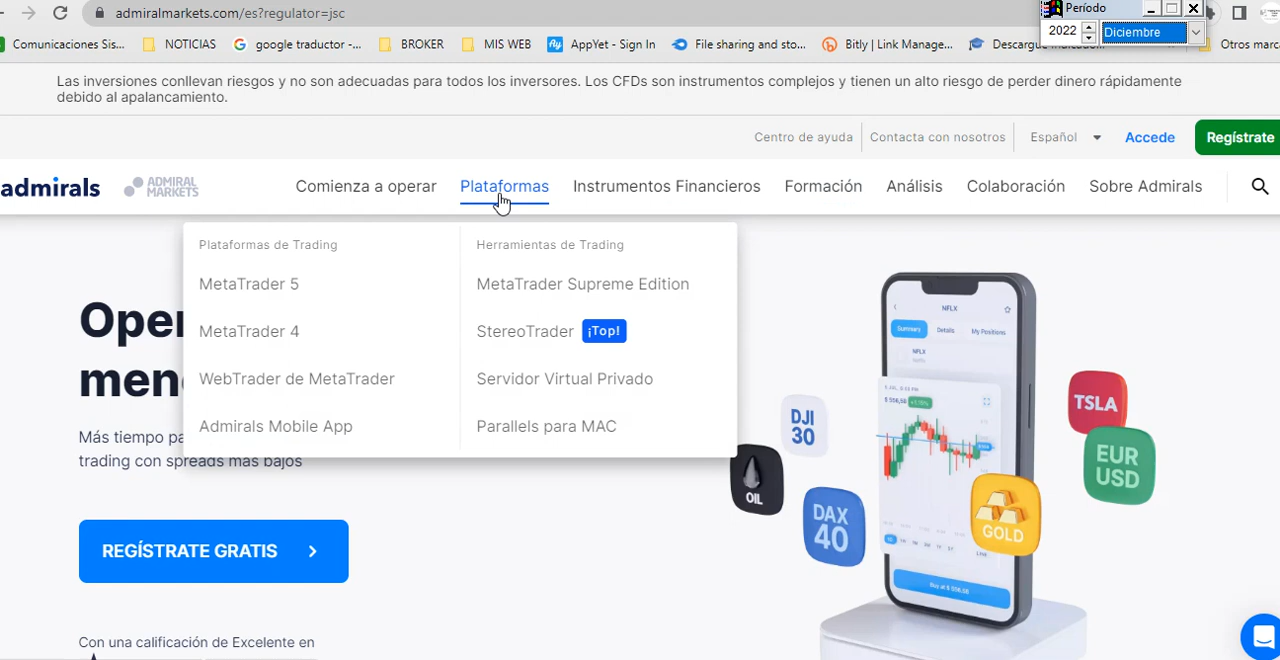 admiralmarkets.com/es?regulator=jsc
Período
2022 Diciembre
Comunicaciones Sis... NOTICIAS google traductor -... BROKER MIS WEB AppYet - Sign In File sharing and sto... Bitly | Link Manage... Descargue Otros marc
Las inversiones conllevan riesgos y no son adecuadas para todos los inversores. Los CFDs son instrumentos complejos y tienen un alto riesgo de perder dinero rápidamente
debido al apalancamiento.
Centro de ayuda Contacta con nosotros Español Accede Regístrate
admirals ADMIRAL
MARKETS
Comienza a operar Plataformas Instrumentos Financieros Formación Análisis Colaboración Sobre Admirals
Plataformas de Trading
MetaTrader 5
MetaTrader 4
WebTrader de MetaTrader
Admirals Mobile App
Herramientas de Trading
MetaTrader Supreme Edition
StereoTrader ¡Top!
Servidor Virtual Privado
Parallels para MAC
Oper
men
Más tiempo pa
trading con spreads más bajos
REGÍSTRATE GRATIS
Con una calificación de Excelente en
NFLX
Summary Details My Positions
NFLX
DJI
30
OIL
DAX
40
GOLD
TSLA
EUR
USD